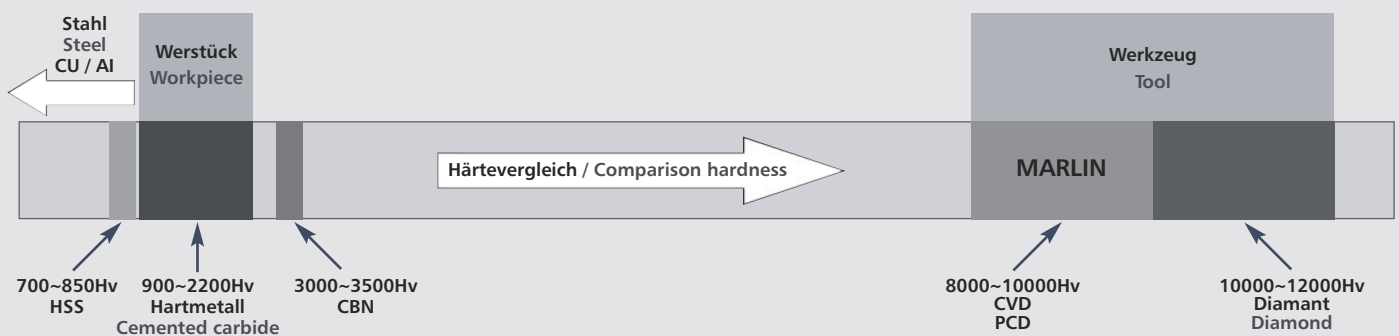 Stahl
Steel
CU / Al
Werstück
Workpiece
Werkzeug
Tool
Härtevergleich / Comparison hardness
MARLIN
700~850Hv
HSS
900~2200Hv
Hartmetall
Cemented carbide
3000~3500Hv
CBN
8000~10000Hv
CVD
PCD
10000~12000Hv
Diamant
Diamond